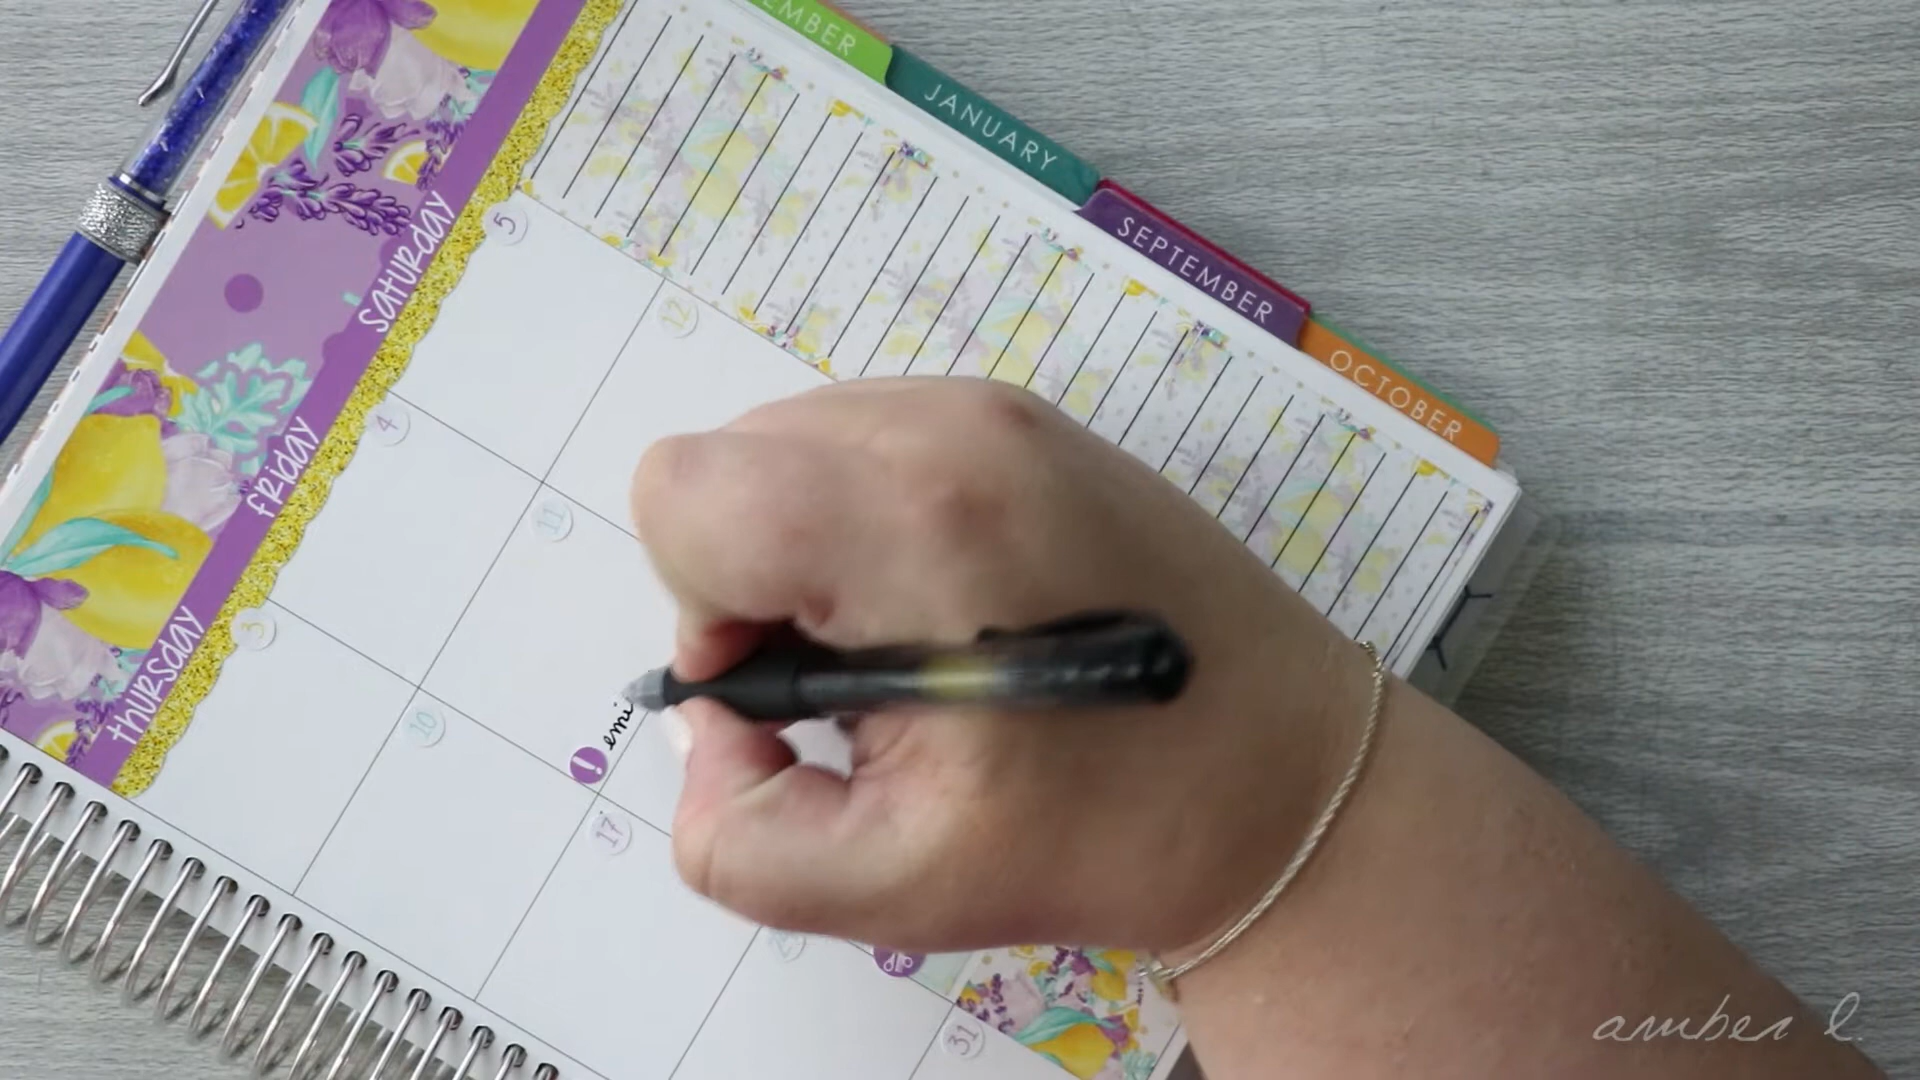 EMBER
JANUARY
SEPTEMBER
OCTOBER
saturday
friday
thursday
5
12
4
11
3
10
! emi
17
31
amber l.